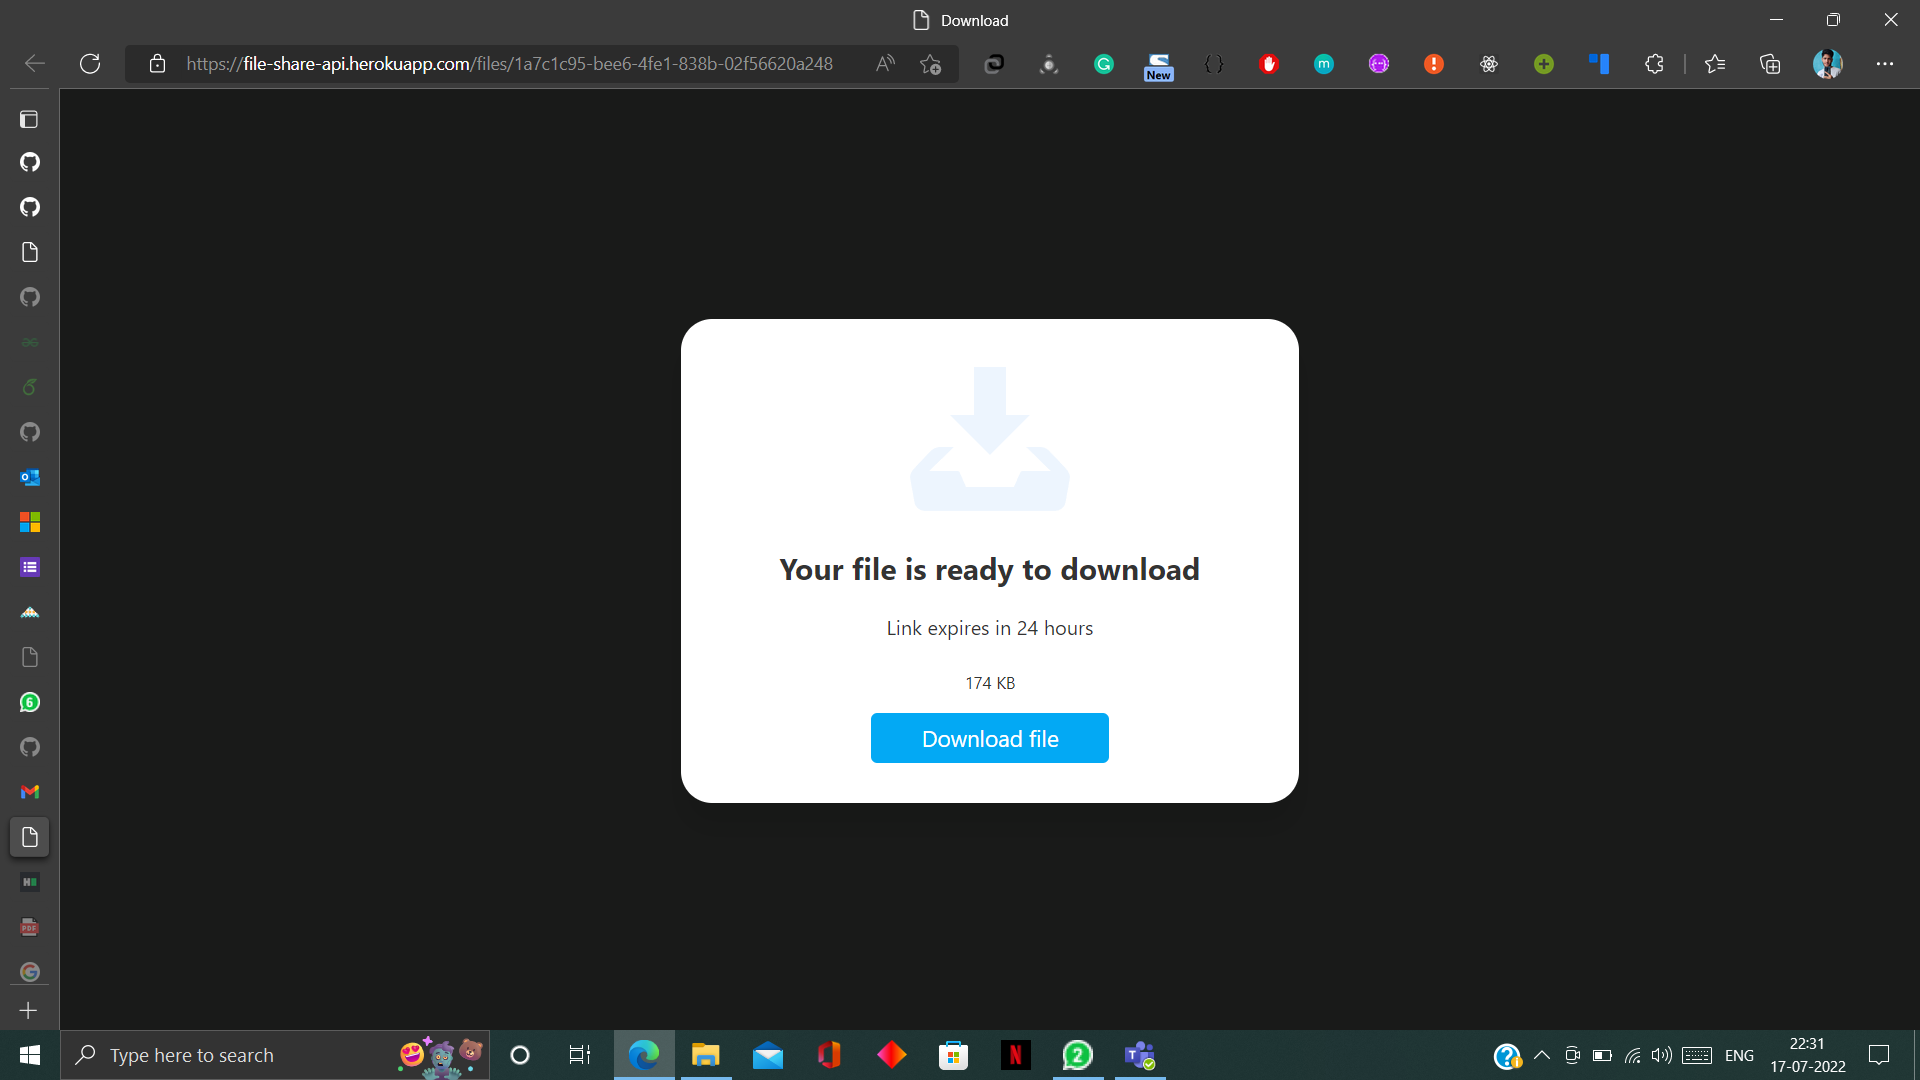 Download
https://file-share-api.herokuapp.com/files/1a7c1c95-bee6-4fe1-838b-02f56620a248
New
Your file is ready to download
Link expires in 24 hours
174 KB
Download file
Type here to search
ENG
22:31
17-07-2022